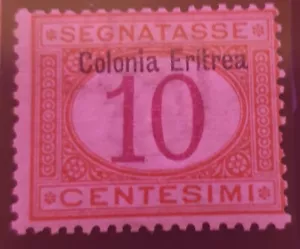 SEGNATASSE
Colonia Eritrea
10
CENTESIMI